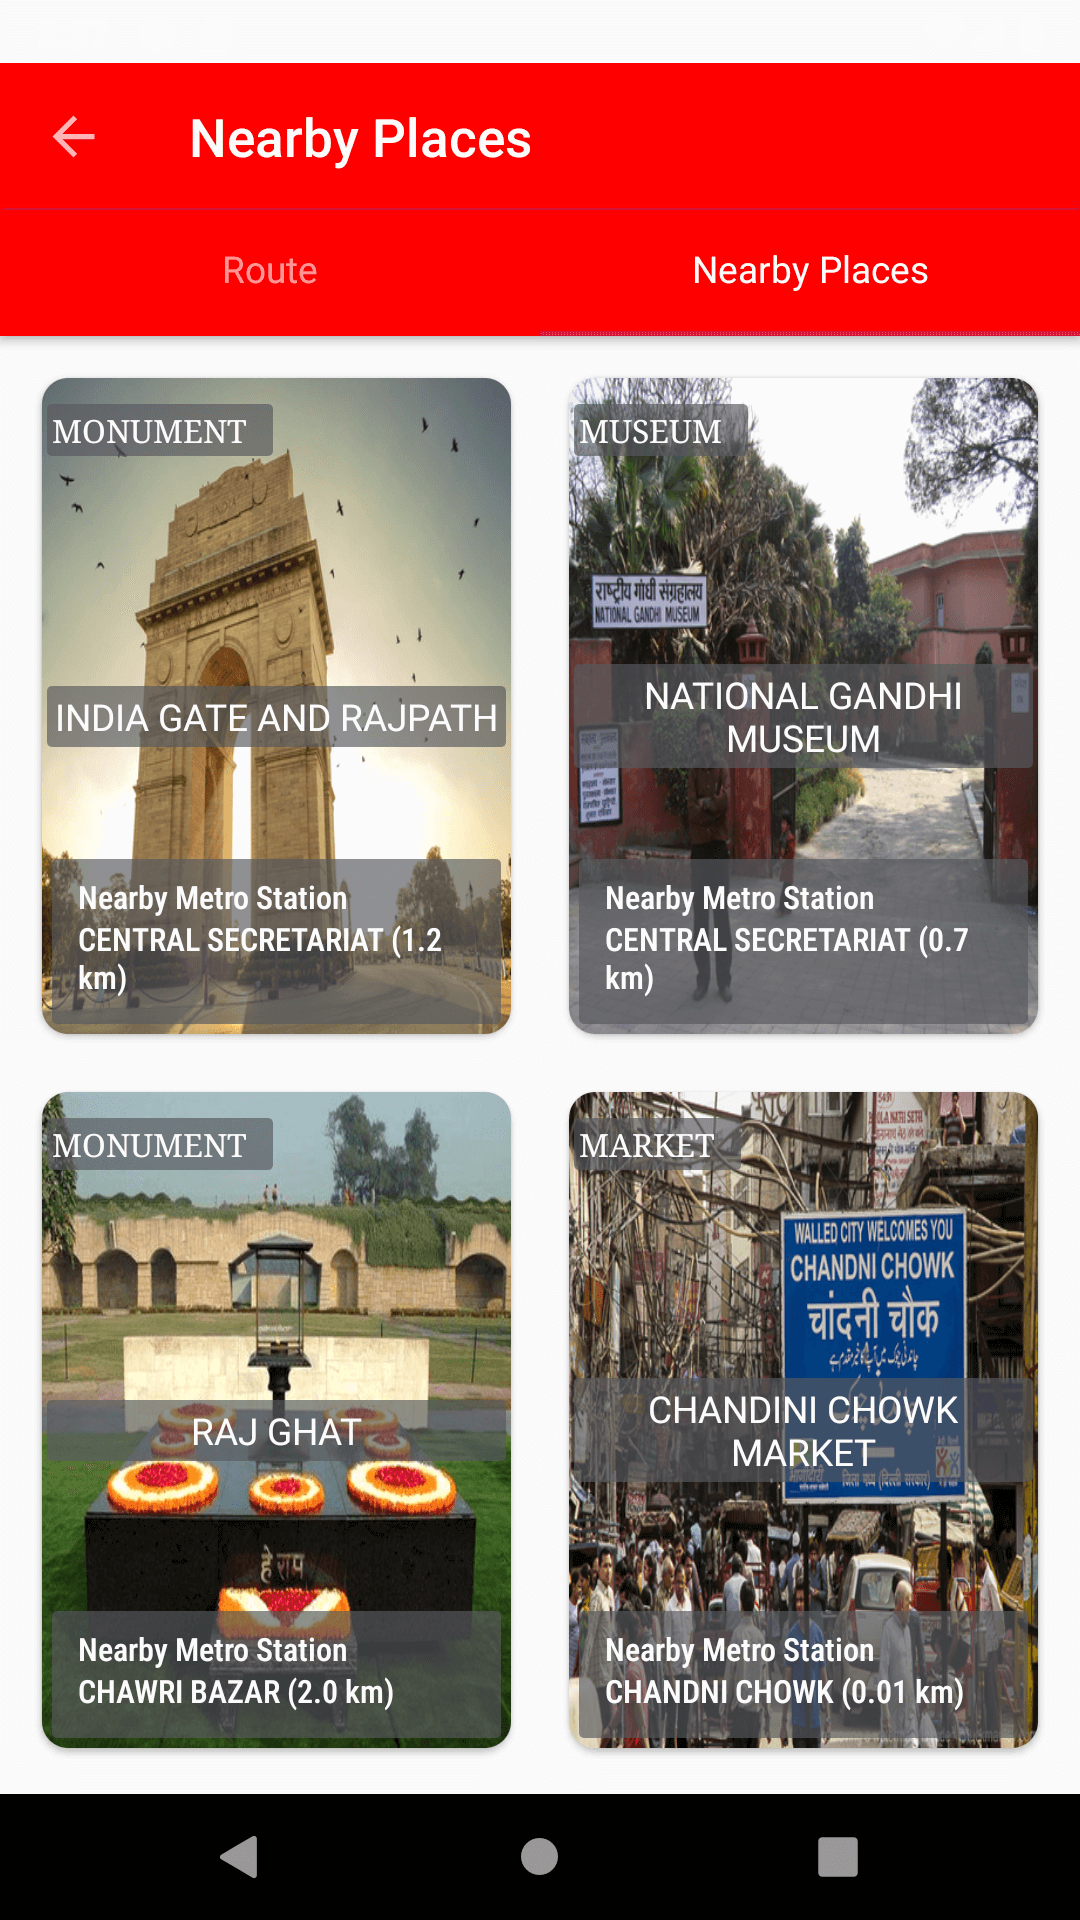 Nearby Places
Route
Nearby Places
MONUMENT
INDIA GATE AND RAJPATH
Nearby Metro Station
CENTRAL SECRETARIAT (1.2
km)
MUSEUM
राष्ट्रीय गांधी संग्रहालय
NATIONAL GANDHI MUSEUM
NATIONAL GANDHI
MUSEUM
Nearby Metro Station
CENTRAL SECRETARIAT (0.7
km)
MONUMENT
RAJ GHAT
हे राम
Nearby Metro Station
CHAWRI BAZAR (2.0 km)
MARKET
WALLED CITY WELCOMES YOU
CHANDNI CHOWK
चांदनी चौक
CHANDINI CHOWK
MARKET
Nearby Metro Station
CHANDNI CHOWK (0.01 km)